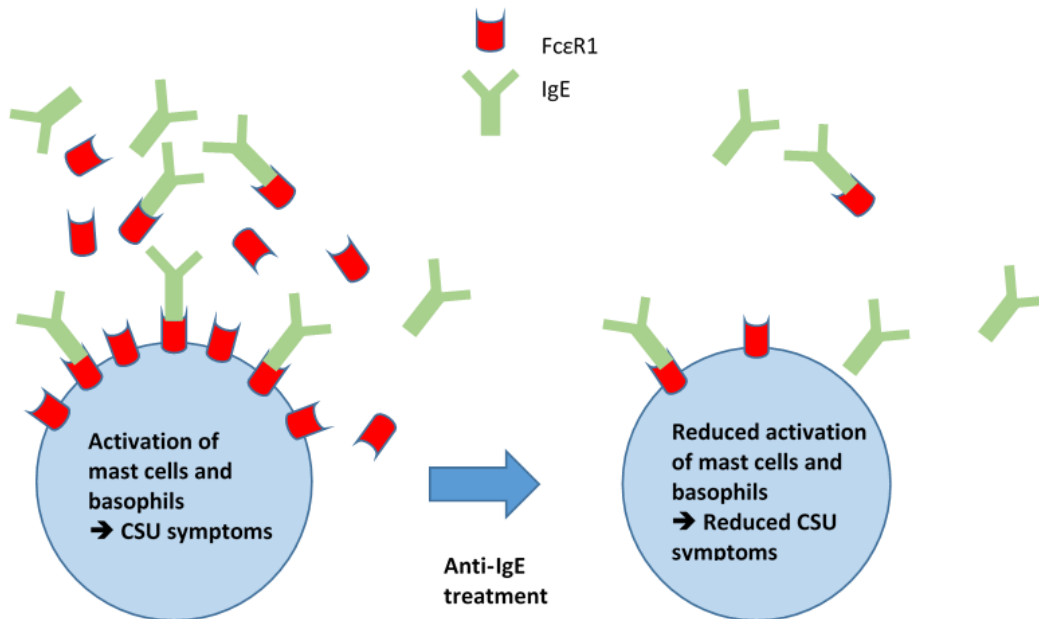 FcεR1
IgE
Activation of
mast cells and
basophils
➔ CSU symptoms
Anti-IgE
treatment
Reduced activation
of mast cells and
basophils
➔ Reduced CSU
symptoms